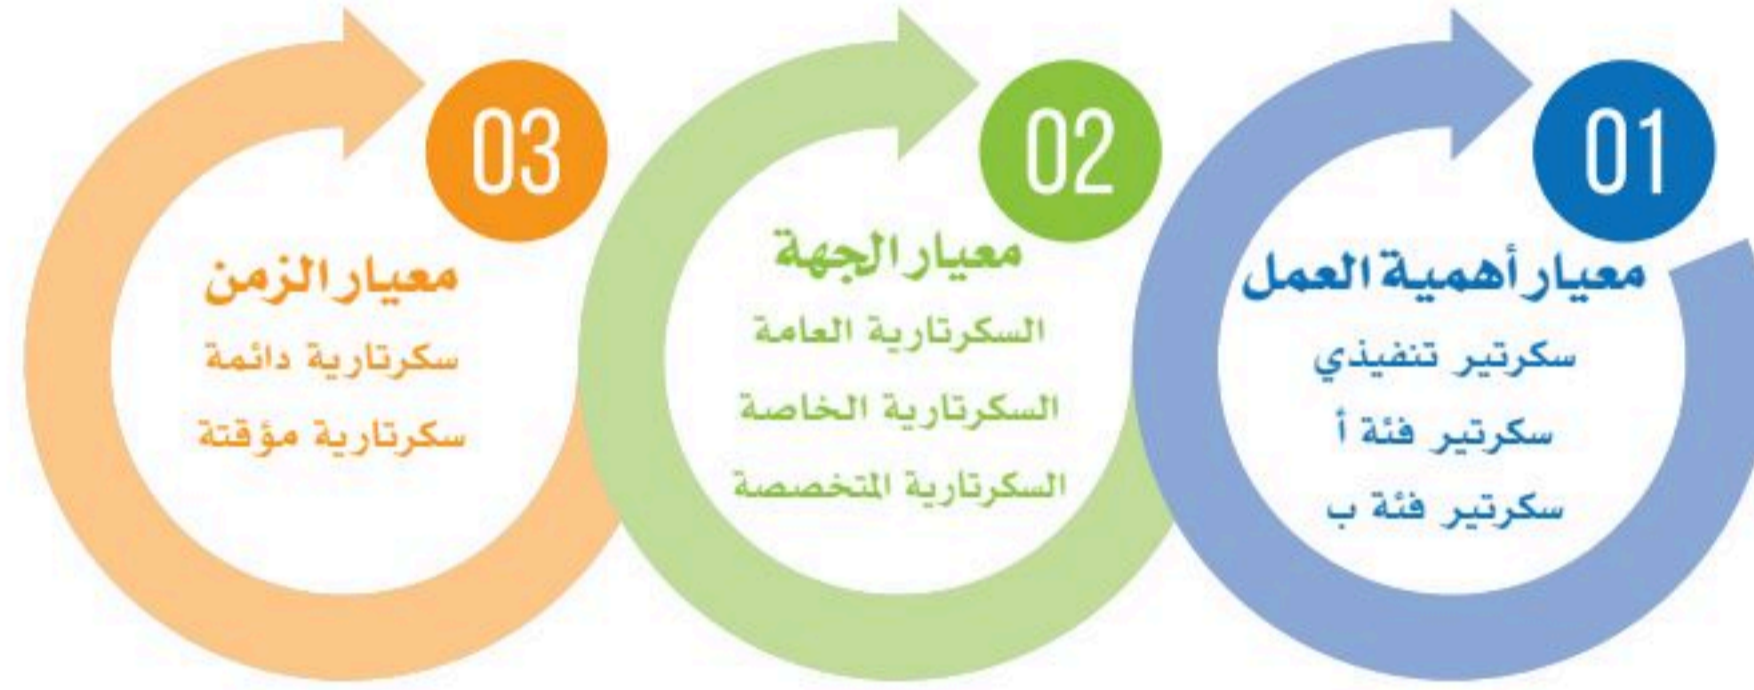 01
معيار أهمية العمل
سكرتير تنفيذي
سكرتير فئة أ
سكرتير فئة ب
02
معيار الجهة
السكرتارية العامة
السكرتارية الخاصة
السكرتارية المتخصصة
03
معيار الزمن
سكرتارية دائمة
سكرتارية مؤقتة